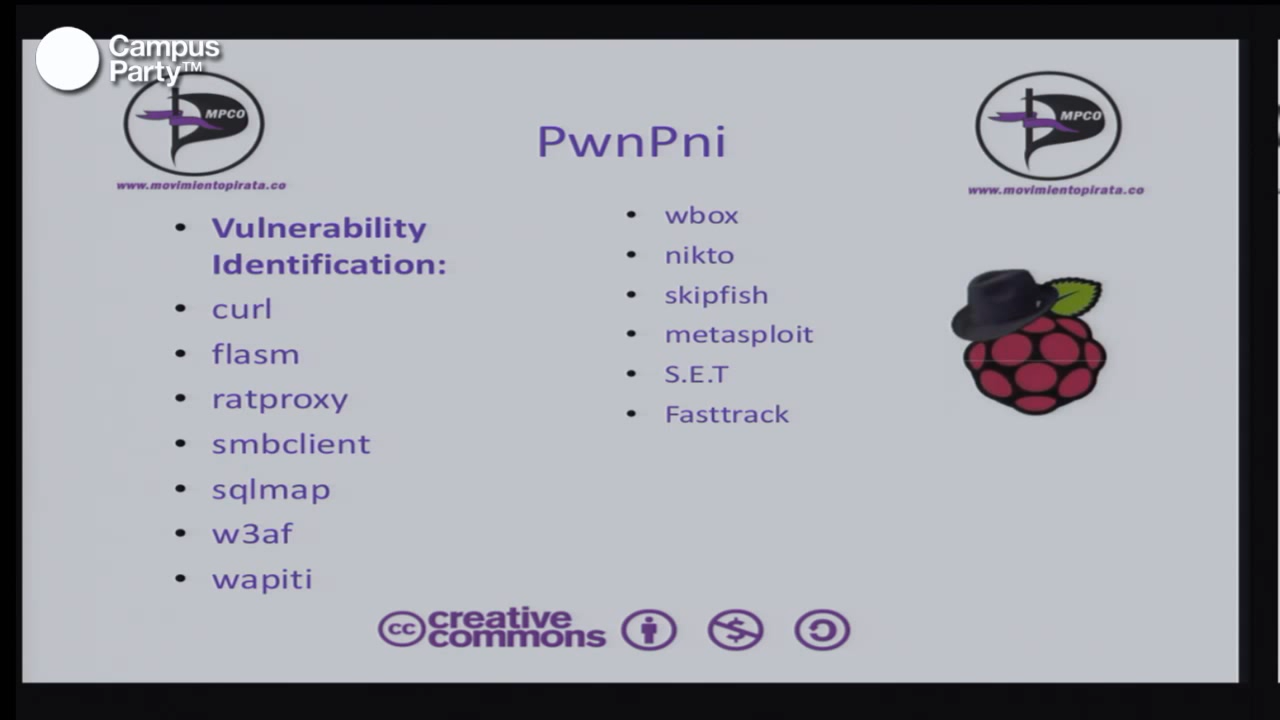 Campus
Party™
MPCO
www.movimientopirata.co
PwnPni
MPCO
www.movimientopirata.co
• Vulnerability
Identification:
• curl
• flasm
• ratproxy
• smbclient
• sqlmap
• w3af
• wapiti
• wbox
• nikto
• skipfish
• metasploit
• S.E.T
• Fasttrack
cc creative
commons